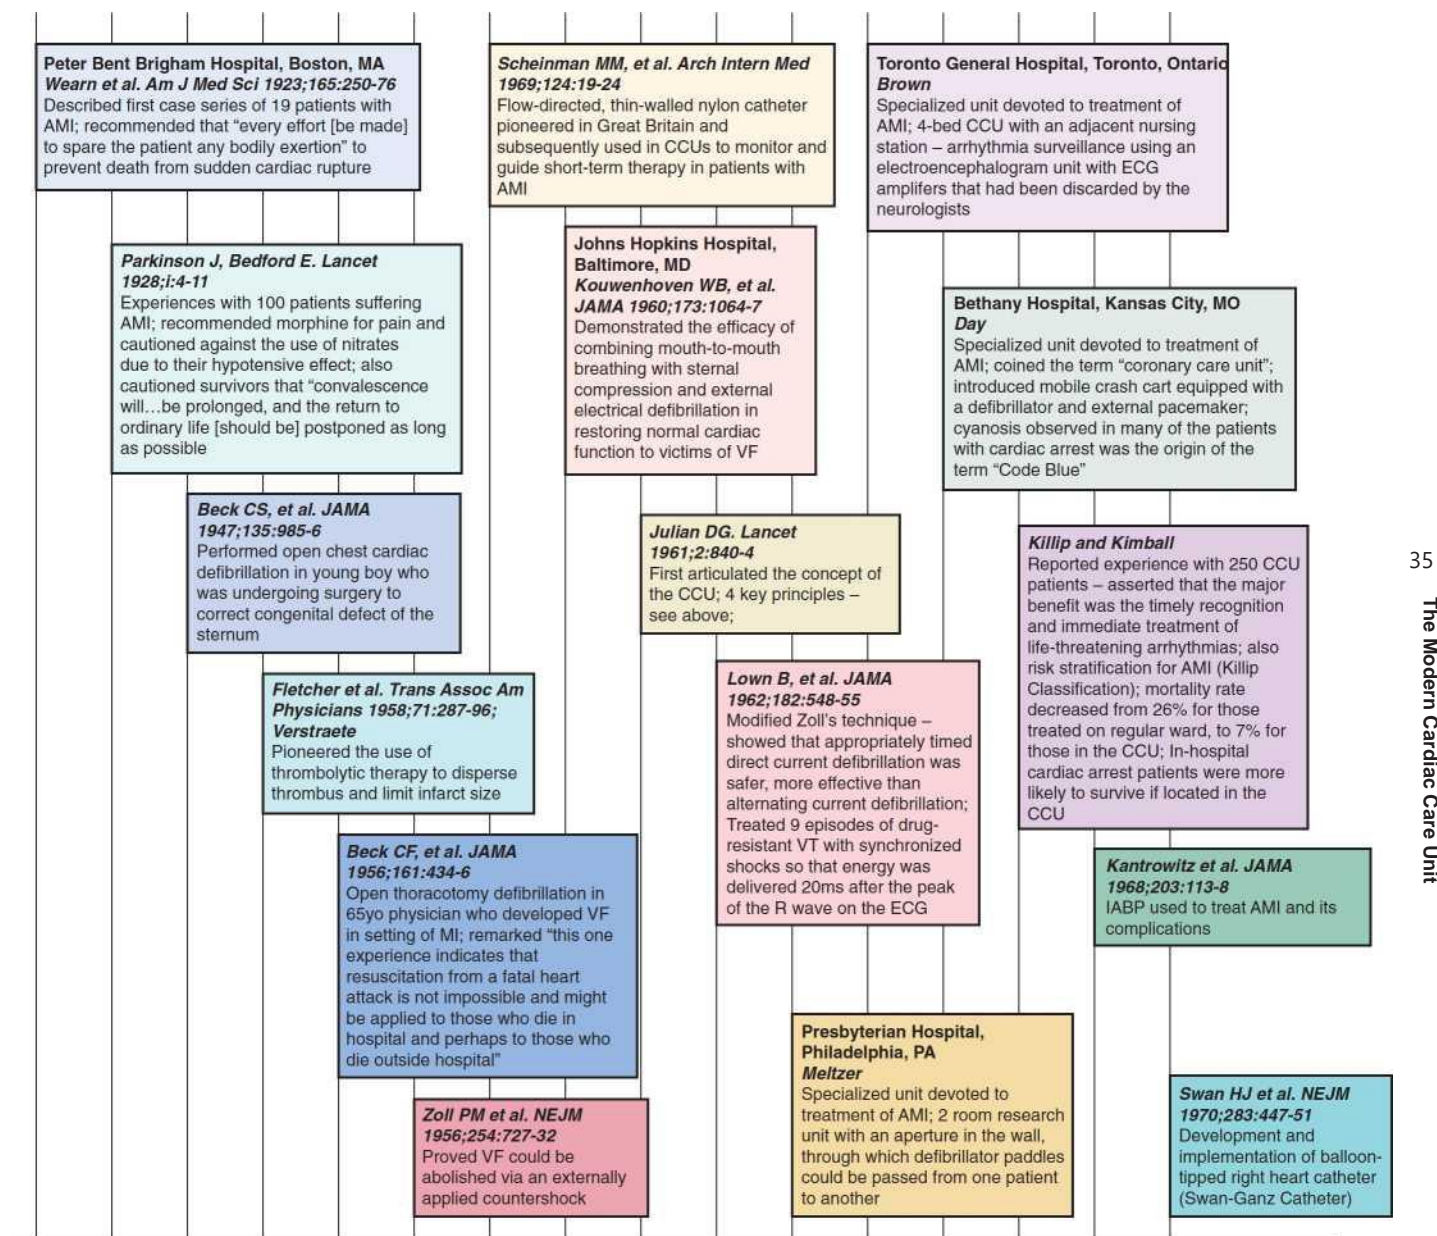 Peter Bent Brigham Hospital, Boston, MA
Wearn et al. Am J Med Sci 1923;165:250-76
Described first case series of 19 patients with
AMI; recommended that “every effort [be made]
to spare the patient any bodily exertion” to
prevent death from sudden cardiac rupture
Parkinson J, Bedford E. Lancet
1928;i:4-11
Experiences with 100 patients suffering
AMI; recommended morphine for pain and
cautioned against the use of nitrates
due to their hypotensive effect; also
cautioned survivors that “convalescence
will…be prolonged, and the return to
ordinary life [should be] postponed as long
as possible
Beck CS, et al. JAMA
1947;135:985-6
Performed open chest cardiac
defibrillation in young boy who
was undergoing surgery to
correct congenital defect of the
sternum
Fletcher et al. Trans Assoc Am
Physicians 1958;71:287-96;
Verstraete
Pioneered the use of
thrombolytic therapy to disperse
thrombus and limit infarct size
Beck CF, et al. JAMA
1956;161:434-6
Open thoracotomy defibrillation in
65yo physician who developed VF
in setting of MI; remarked “this one
experience indicates that
resuscitation from a fatal heart
attack is not impossible and might
be applied to those who die in
hospital and perhaps to those who
die outside hospital”
Zoll PM et al. NEJM
1956;254:727-32
Proved VF could be
abolished via an externally
applied countershock
Scheinman MM, et al. Arch Intern Med
1969;124:19-24
Flow-directed, thin-walled nylon catheter
pioneered in Great Britain and
subsequently used in CCUs to monitor and
guide short-term therapy in patients with
AMI
Johns Hopkins Hospital,
Baltimore, MD
Kouwenhoven WB, et al.
JAMA 1960;173:1064-7
Demonstrated the efficacy of
combining mouth-to-mouth
breathing with sternal
compression and external
electrical defibrillation in
restoring normal cardiac
function to victims of VF
Julian DG. Lancet
1961;2:840-4
First articulated the concept of
the CCU; 4 key principles –
see above;
Lown B, et al. JAMA
1962;182:548-55
Modified Zoll’s technique –
showed that appropriately timed
direct current defibrillation was
safer, more effective than
alternating current defibrillation;
Treated 9 episodes of drug-
resistant VT with synchronized
shocks so that energy was
delivered 20ms after the peak
of the R wave on the ECG
Presbyterian Hospital,
Philadelphia, PA
Meltzer
Specialized unit devoted to
treatment of AMI; 2 room research
unit with an aperture in the wall,
through which defibrillator paddles
could be passed from one patient
to another
Toronto General Hospital, Toronto, Ontario
Brown
Specialized unit devoted to treatment of
AMI; 4-bed CCU with an adjacent nursing
station – arrhythmia surveillance using an
electroencephalogram unit with ECG
amplifers that had been discarded by the
neurologists
Bethany Hospital, Kansas City, MO
Day
Specialized unit devoted to treatment of
AMI; coined the term “coronary care unit”;
introduced mobile crash cart equipped with
a defibrillator and external pacemaker;
cyanosis observed in many of the patients
with cardiac arrest was the origin of the
term “Code Blue”
Killip and Kimball
Reported experience with 250 CCU
patients – asserted that the major
benefit was the timely recognition
and immediate treatment of
life-threatening arrhythmias; also
risk stratification for AMI (Killip
Classification); mortality rate
decreased from 26% for those
treated on regular ward, to 7% for
those in the CCU; In-hospital
cardiac arrest patients were more
likely to survive if located in the
CCU
Kantrowitz et al. JAMA
1968;203:113-8
IABP used to treat AMI and its
complications
Swan HJ et al. NEJM
1970;283:447-51
Development and
implementation of balloon-
tipped right heart catheter
(Swan-Ganz Catheter)
35
The Modern Cardiac Care Unit